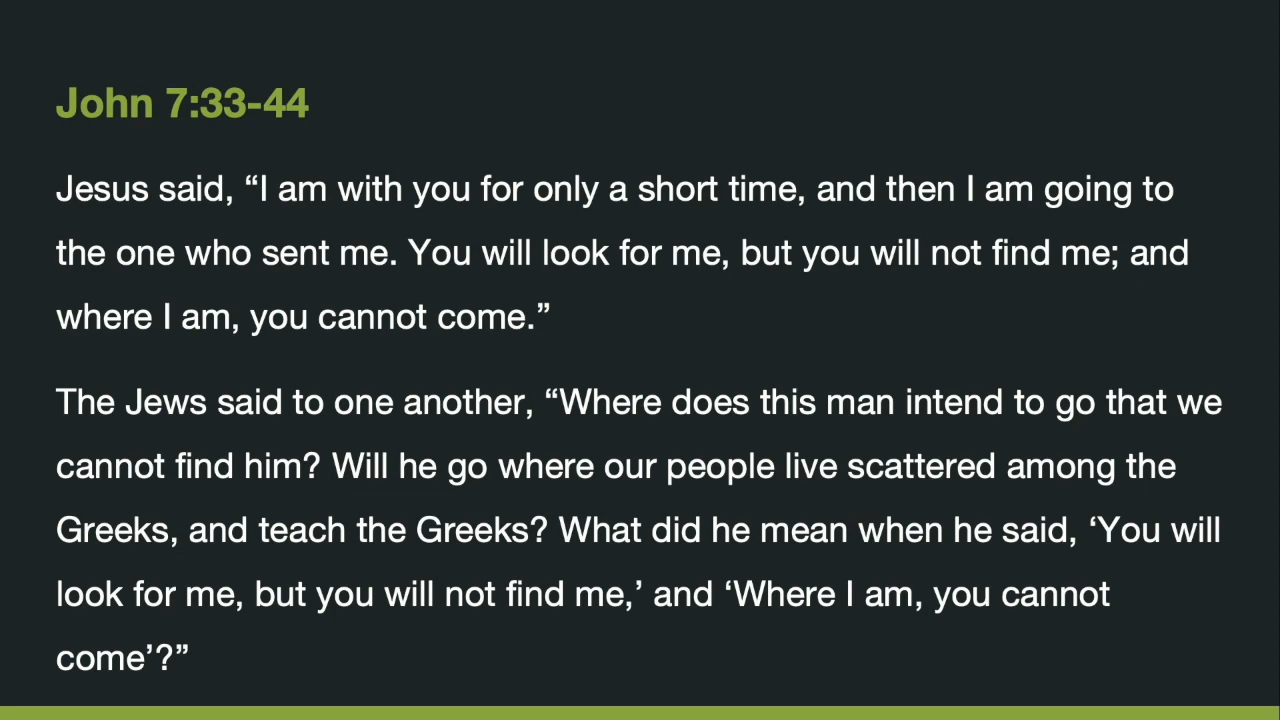 John 7:33-44
Jesus said, “I am with you for only a short time, and then I am going to
the one who sent me. You will look for me, but you will not find me; and
where I am, you cannot come.”
The Jews said to one another, “Where does this man intend to go that we
cannot find him? Will he go where our people live scattered among the
Greeks, and teach the Greeks? What did he mean when he said, ‘You will
look for me, but you will not find me,’ and ‘Where I am, you cannot
come’?”